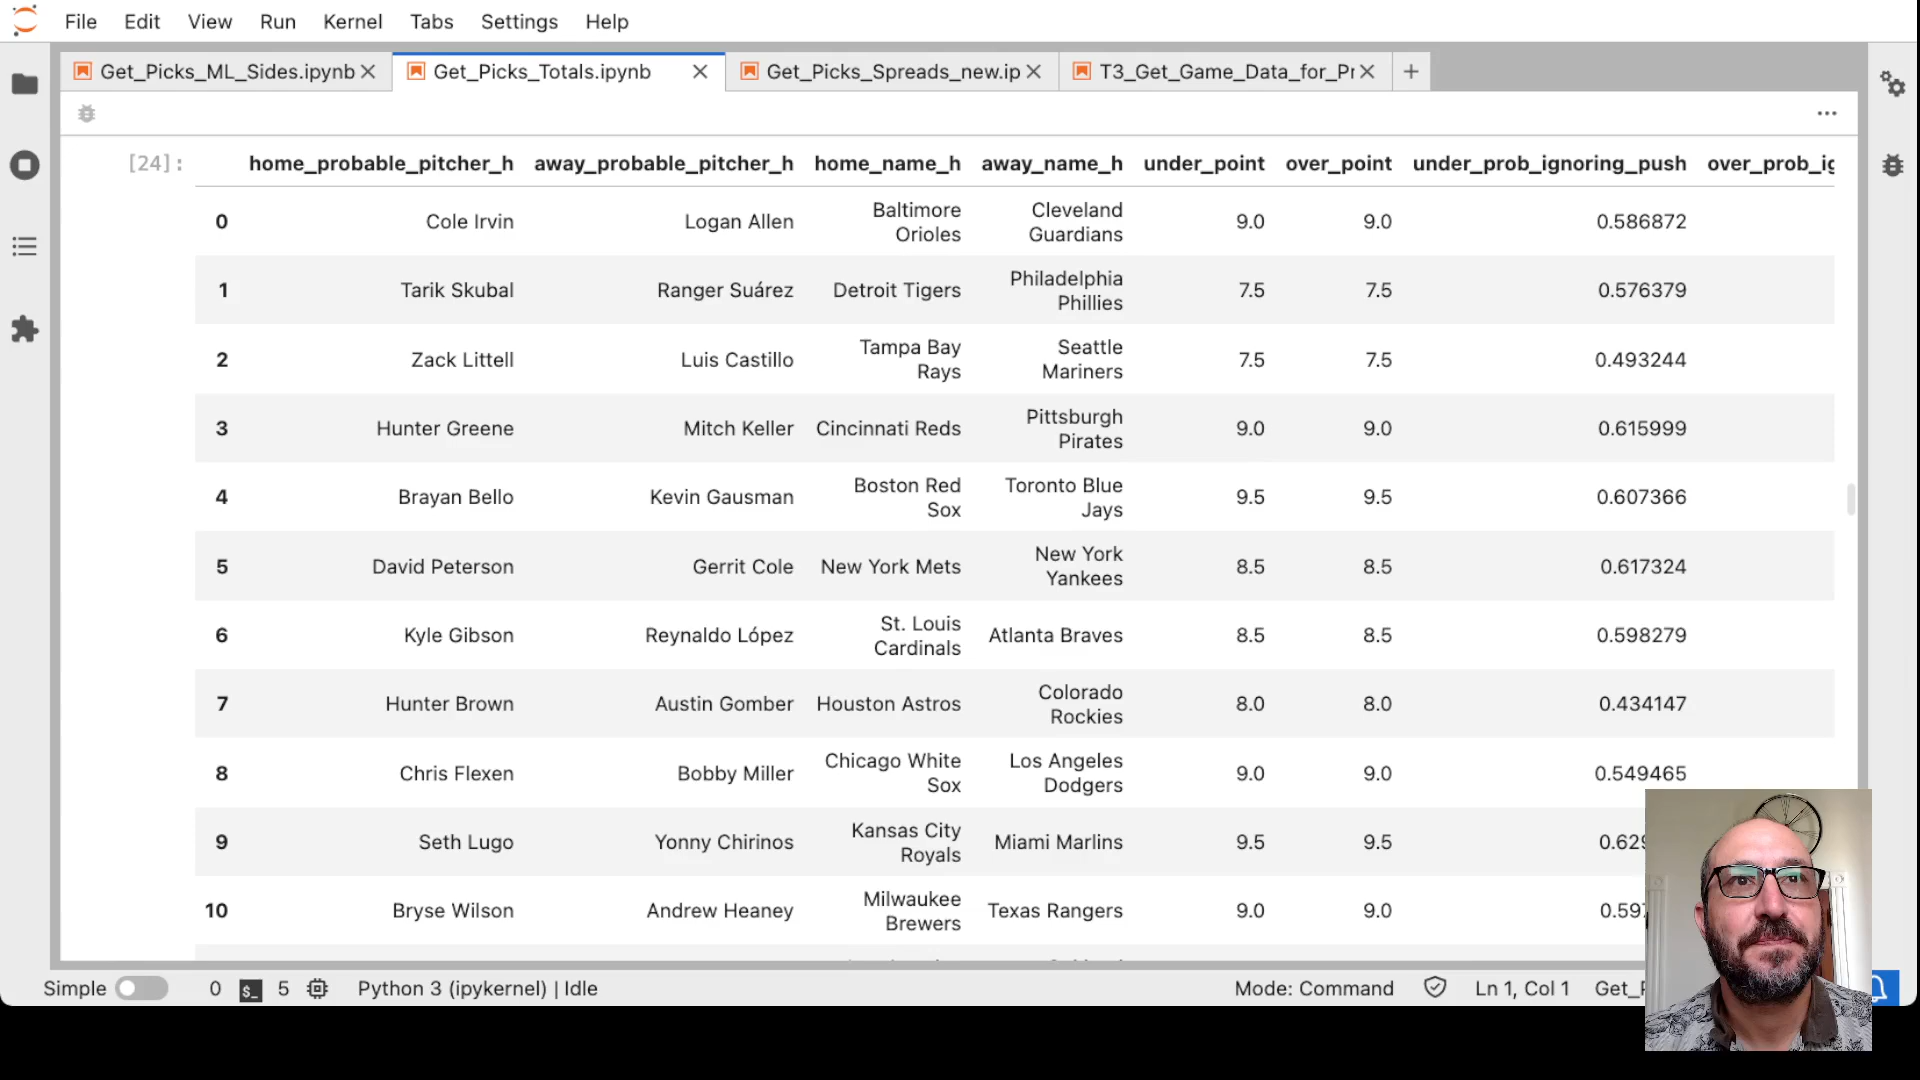 File Edit View Run Kernel Tabs Settings Help
Get_Picks_ML_Sides.ipynb Get_Picks_Totals.ipynb Get_Picks_Spreads_new.ip T3_Get_Game_Data_for_Pr
[24]: home_probable_pitcher_h away_probable_pitcher_h home_name_h away_name_h under_point over_point under_prob_ignoring_push over_prob_ig
0 Cole Irvin Logan Allen Baltimore Orioles Cleveland Guardians 9.0 9.0 0.586872
1 Tarik Skubal Ranger Suárez Detroit Tigers Philadelphia Phillies 7.5 7.5 0.576379
2 Zack Littell Luis Castillo Tampa Bay Rays Seattle Mariners 7.5 7.5 0.493244
3 Hunter Greene Mitch Keller Cincinnati Reds Pittsburgh Pirates 9.0 9.0 0.615999
4 Brayan Bello Kevin Gausman Boston Red Sox Toronto Blue Jays 9.5 9.5 0.607366
5 David Peterson Gerrit Cole New York Mets New York Yankees 8.5 8.5 0.617324
6 Kyle Gibson Reynaldo López St. Louis Cardinals Atlanta Braves 8.5 8.5 0.598279
7 Hunter Brown Austin Gomber Houston Astros Colorado Rockies 8.0 8.0 0.434147
8 Chris Flexen Bobby Miller Chicago White Sox Los Angeles Dodgers 9.0 9.0 0.549465
9 Seth Lugo Yonny Chirinos Kansas City Royals Miami Marlins 9.5 9.5 0.629
10 Bryse Wilson Andrew Heaney Milwaukee Brewers Texas Rangers 9.0 9.0 0.597
Simple 0 $_ 5 Python 3 (ipykernel) | Idle Mode: Command Ln 1, Col 1 Get_P